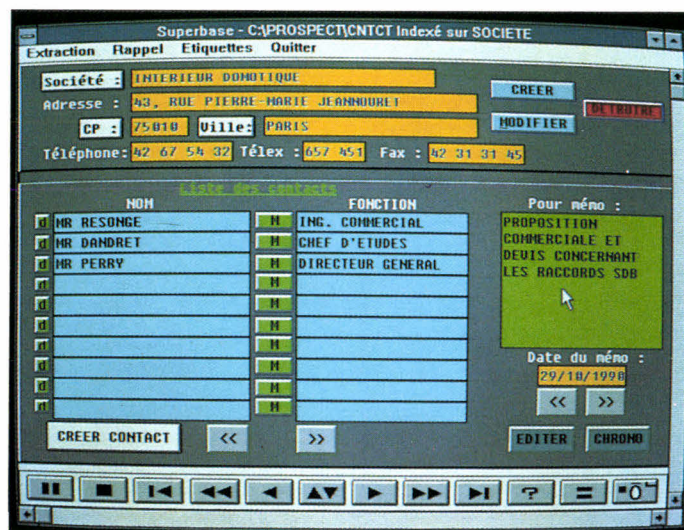 Superbase - C:\PROSPECT\CNTCT Indexé sur SOCIETE
Extraction Rappel Etiquettes Quitter
Société : INTERIEUR DOMOTIQUE
CREER
Adresse : 43, RUE PIERRE-MARIE JEANNOURET
DETRUIRE
CP : 75010 Ville: PARIS
MODIFIER
Téléphone: 42 67 54 32 Télex : 657 451 Fax : 42 31 31 45
Liste des contacts
NOM FONCTION Pour mémo :
d MR RESONGE M ING. COMMERCIAL
d MR DANDRET M CHEF D'ETUDES
d MR PERRY M DIRECTEUR GENERAL
d M
d M
d M
d M
d M
d M
d M
PROPOSITION
COMMERCIALE ET
DEVIS CONCERNANT
LES RACCORDS SDB
Date du mémo :
29/10/1990
<< >>
CREER CONTACT << >> EDITER CHRONO
? =